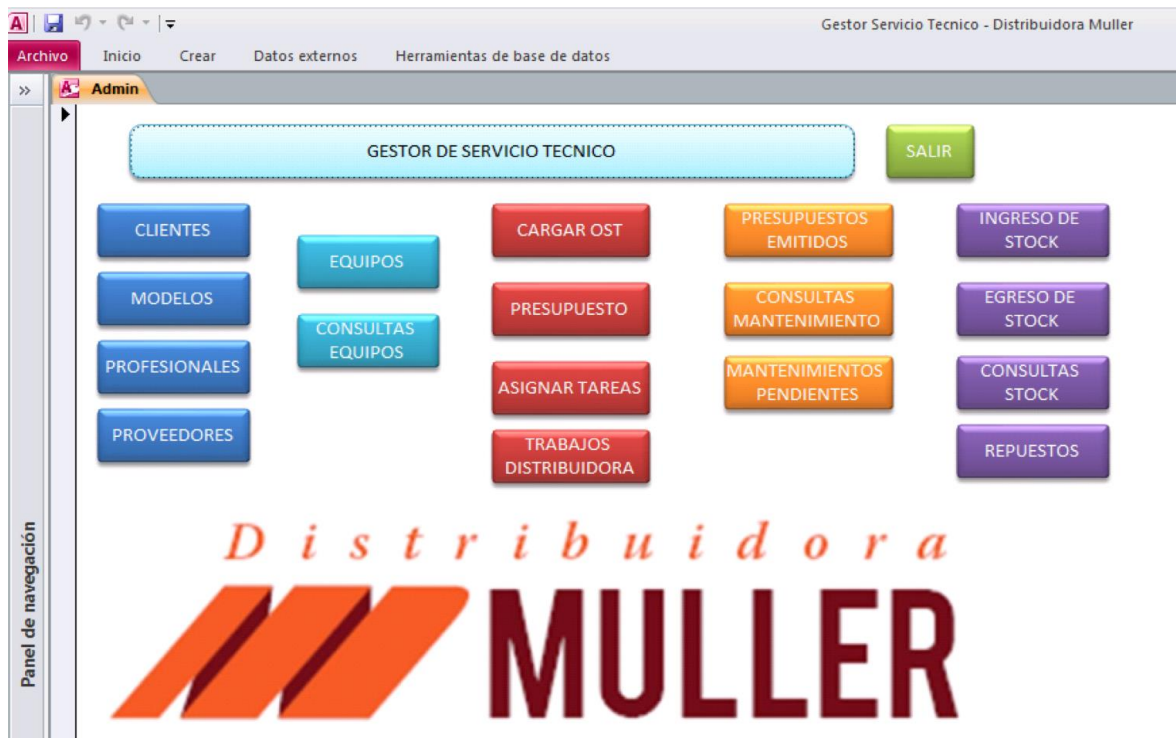 Gestor Servicio Tecnico - Distribuidora Muller
Archivo Inicio Crear Datos externos Herramientas de base de datos
Admin
GESTOR DE SERVICIO TECNICO
SALIR
CLIENTES
MODELOS
PROFESIONALES
PROVEEDORES
EQUIPOS
CONSULTAS
EQUIPOS
CARGAR OST
PRESUPUESTO
ASIGNAR TAREAS
TRABAJOS
DISTRIBUIDORA
PRESUPUESTOS
EMITIDOS
CONSULTAS
MANTENIMIENTO
MANTENIMIENTOS
PENDIENTES
INGRESO DE
STOCK
EGRESO DE
STOCK
CONSULTAS
STOCK
REPUESTOS
Panel de navegación
Distribuidora
MULLER